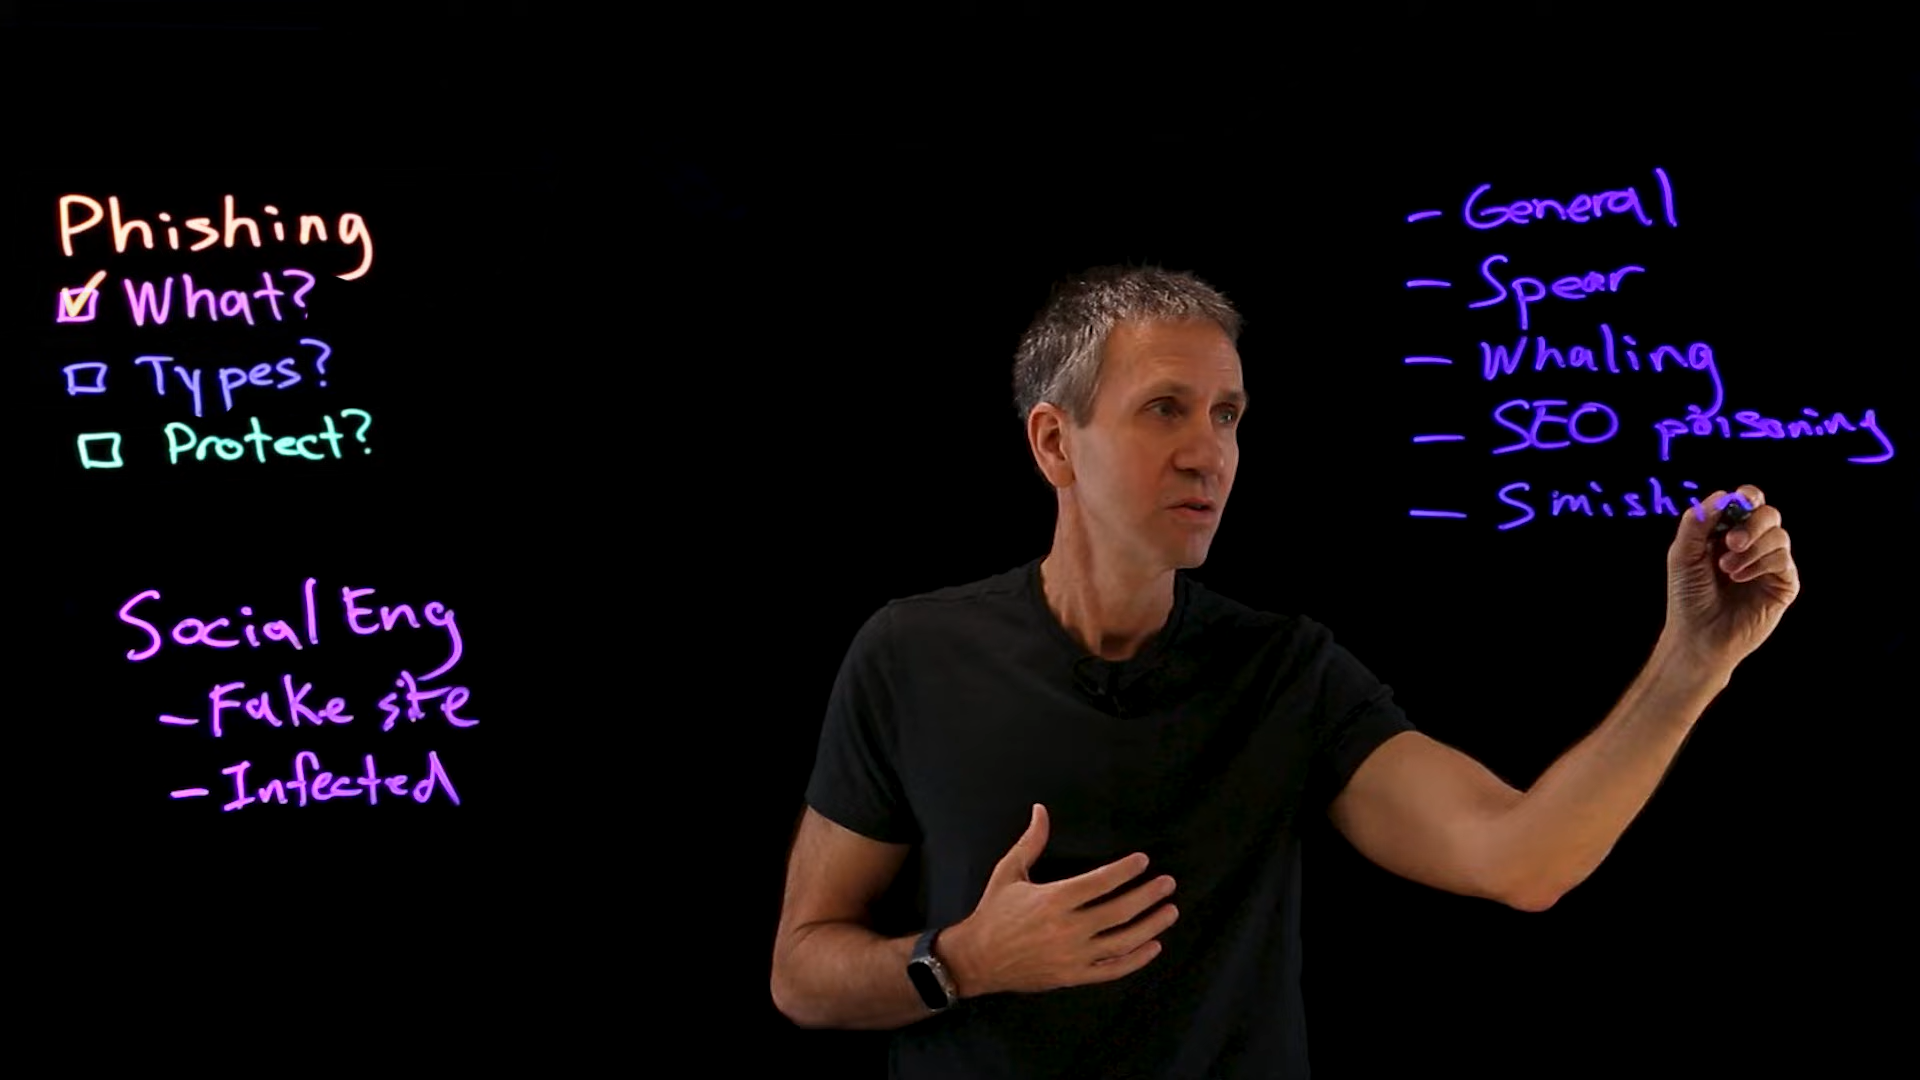 Phishing
What?
Types?
Protect?
Social Eng
- Fake site
- Infected
- General
- Spear
- Whaling
- SEO poisoning
- Smishin